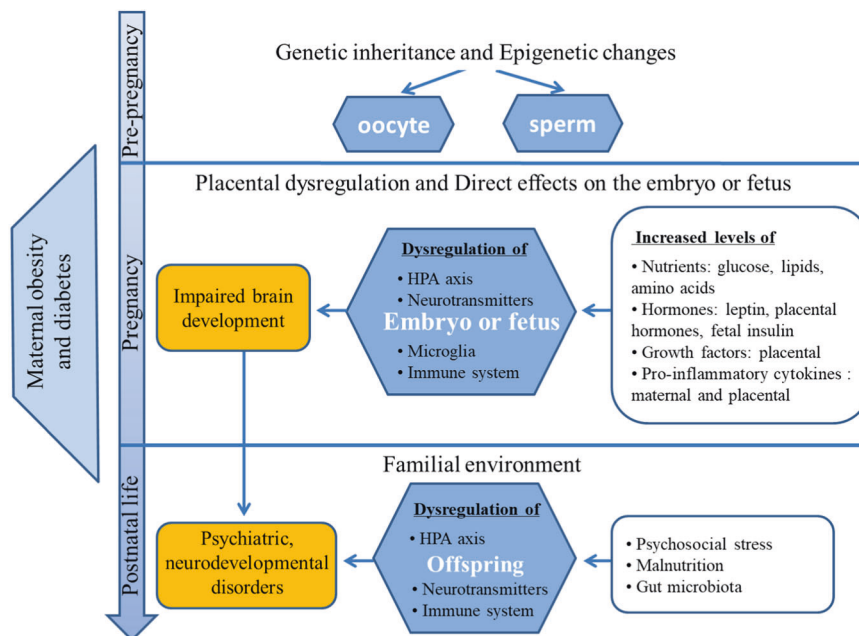 Genetic inheritance and Epigenetic changes
oocyte
sperm
Pre-pregnancy
Placental dysregulation and Direct effects on the embryo or fetus
Maternal obesity
and diabetes
Pregnancy
Impaired brain
development
Dysregulation of
• HPA axis
• Neurotransmitters
Embryo or fetus
• Microglia
• Immune system
Increased levels of
• Nutrients: glucose, lipids,
amino acids
• Hormones: leptin, placental
hormones, fetal insulin
• Growth factors: placental
• Pro-inflammatory cytokines :
maternal and placental
Familial environment
Postnatal life
Psychiatric,
neurodevelopmental
disorders
Dysregulation of
• HPA axis
Offspring
• Neurotransmitters
• Immune system
• Psychosocial stress
• Malnutrition
• Gut microbiota